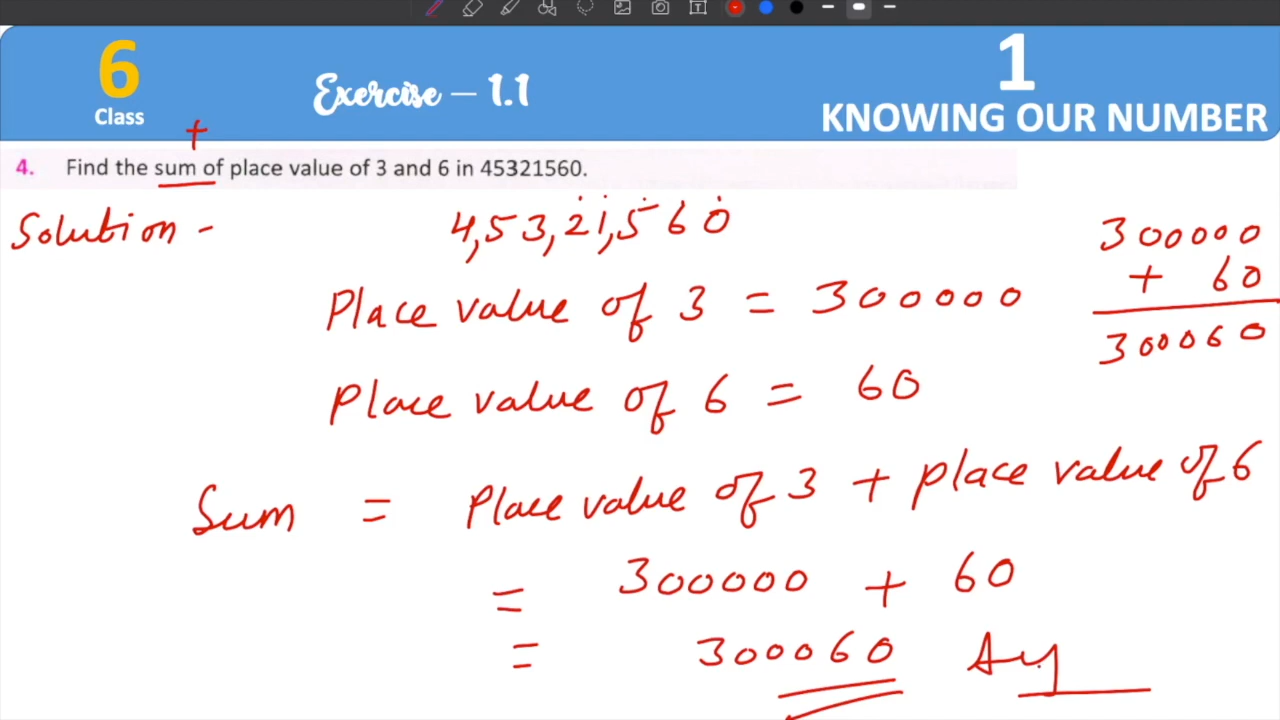 6
Class
Exercise – 1.1
1
KNOWING OUR NUMBER
+
4. Find the sum of place value of 3 and 6 in 45321560.
Solution -
4,53,21,560
Place value of 3 = 300000
Place value of 6 = 60
300000
+ 60
300060
Sum = Place value of 3 + place value of 6
= 300000 + 60
= 300060